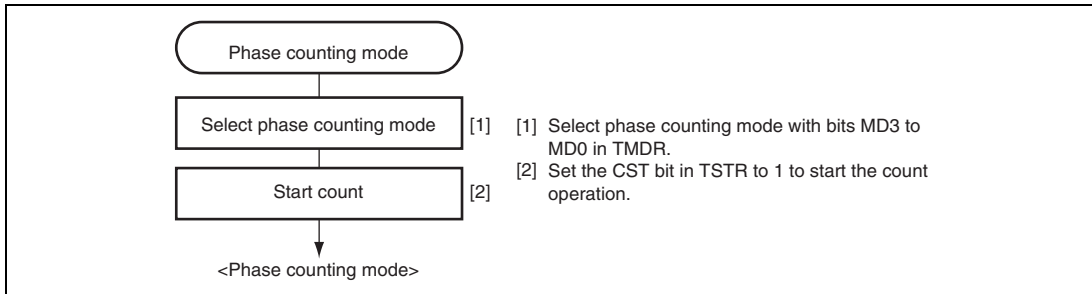 Phase counting mode
Select phase counting mode
[1]
Start count
[2]
<Phase counting mode>
[1] Select phase counting mode with bits MD3 to
MD0 in TMDR.
[2] Set the CST bit in TSTR to 1 to start the count
operation.